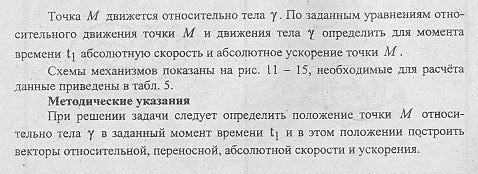 Точка M движется относительно тела γ. По заданным уравнениям отно-
сительного движения точки M и движения тела γ определить для момента
времени t₁ абсолютную скорость и абсолютное ускорение точки M.
Схемы механизмов показаны на рис. 11 – 15, необходимые для расчёта
данные приведены в табл. 5.
Методические указания
При решении задачи следует определить положение точки M относи-
тельно тела γ в заданный момент времени t₁ и в этом положении построить
векторы относительной, переносной, абсолютной скорости и ускорения.